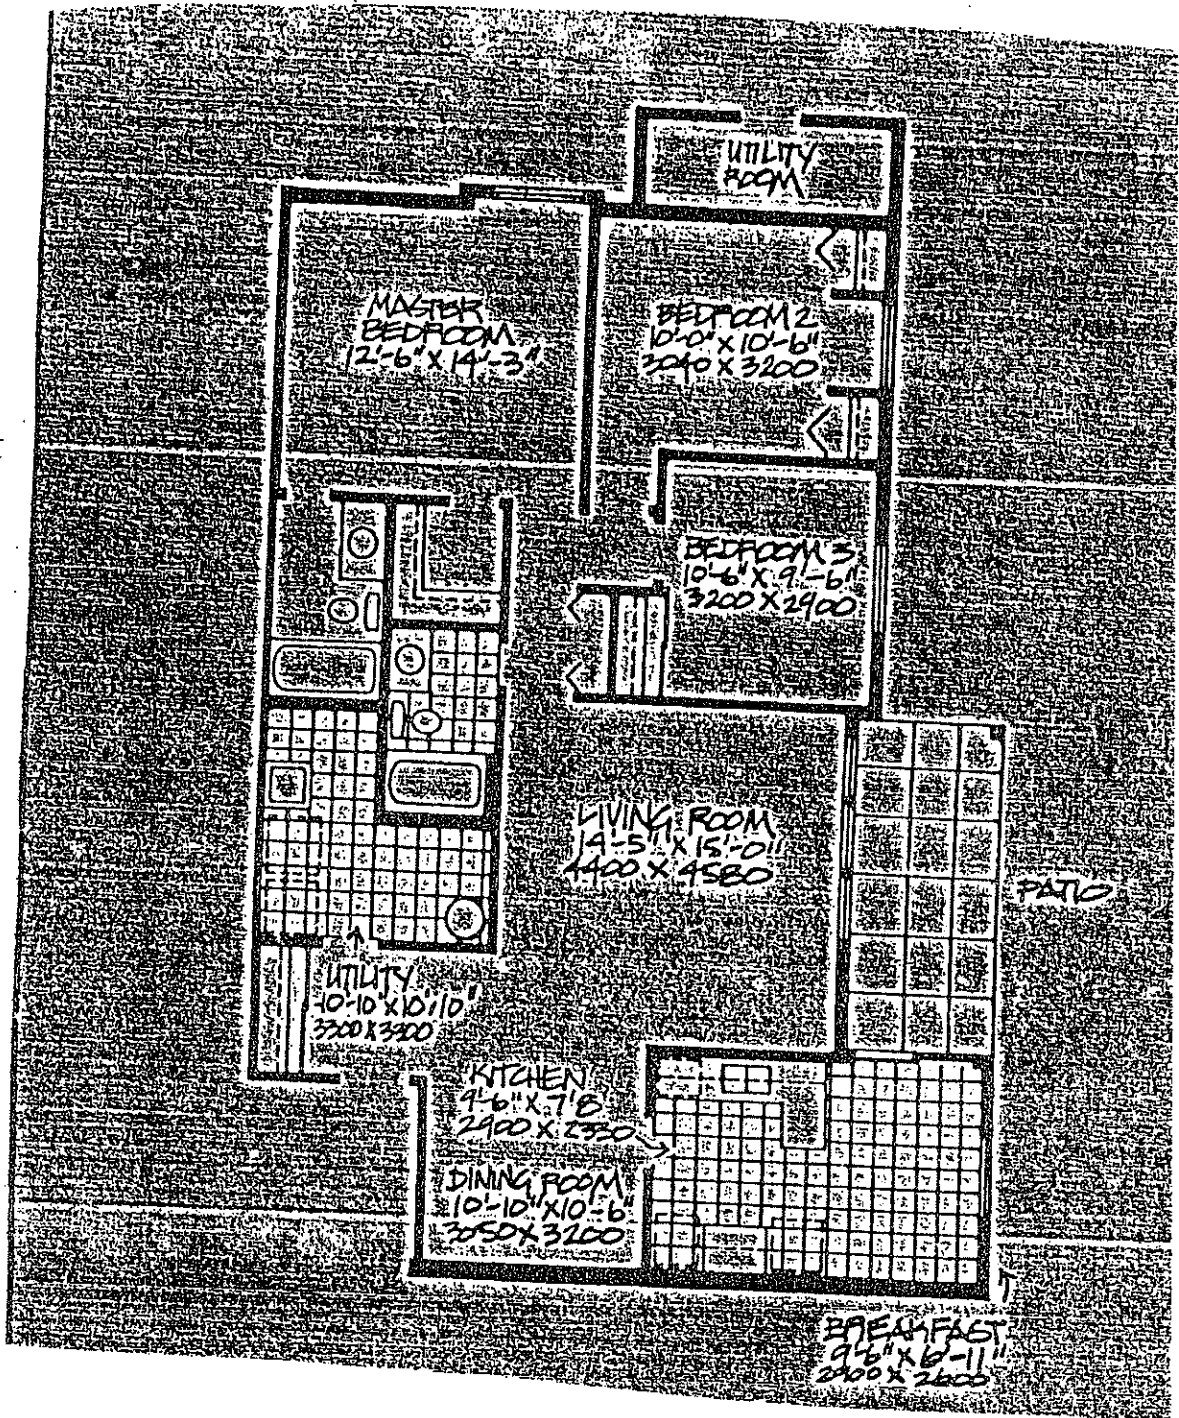 UTILITY
ROOM
MASTER
BEDROOM
12'-6" X 14'-3"
BEDROOM 2
10'-0" X 10'-6"
3040 X 3200
BEDROOM 3
10'-6" X 9'-6"
3200 X 2900
LIVING ROOM
14-5" X 15'-0"
4400 X 4580
PATIO
UTILITY
10-10" X 10'10"
3300 X 3300
KITCHEN
9-6" X 7'8
2900 X 2330
DINING ROOM
10'-10" X 10-6"
3050 X 3200
BREAKFAST
9'-6" X
2900 X 2600